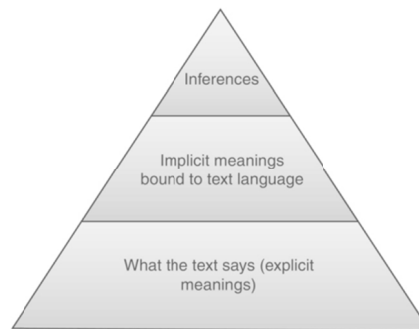 Inferences
Implicit meanings
bound to text language
What the text says (explicit
meanings)